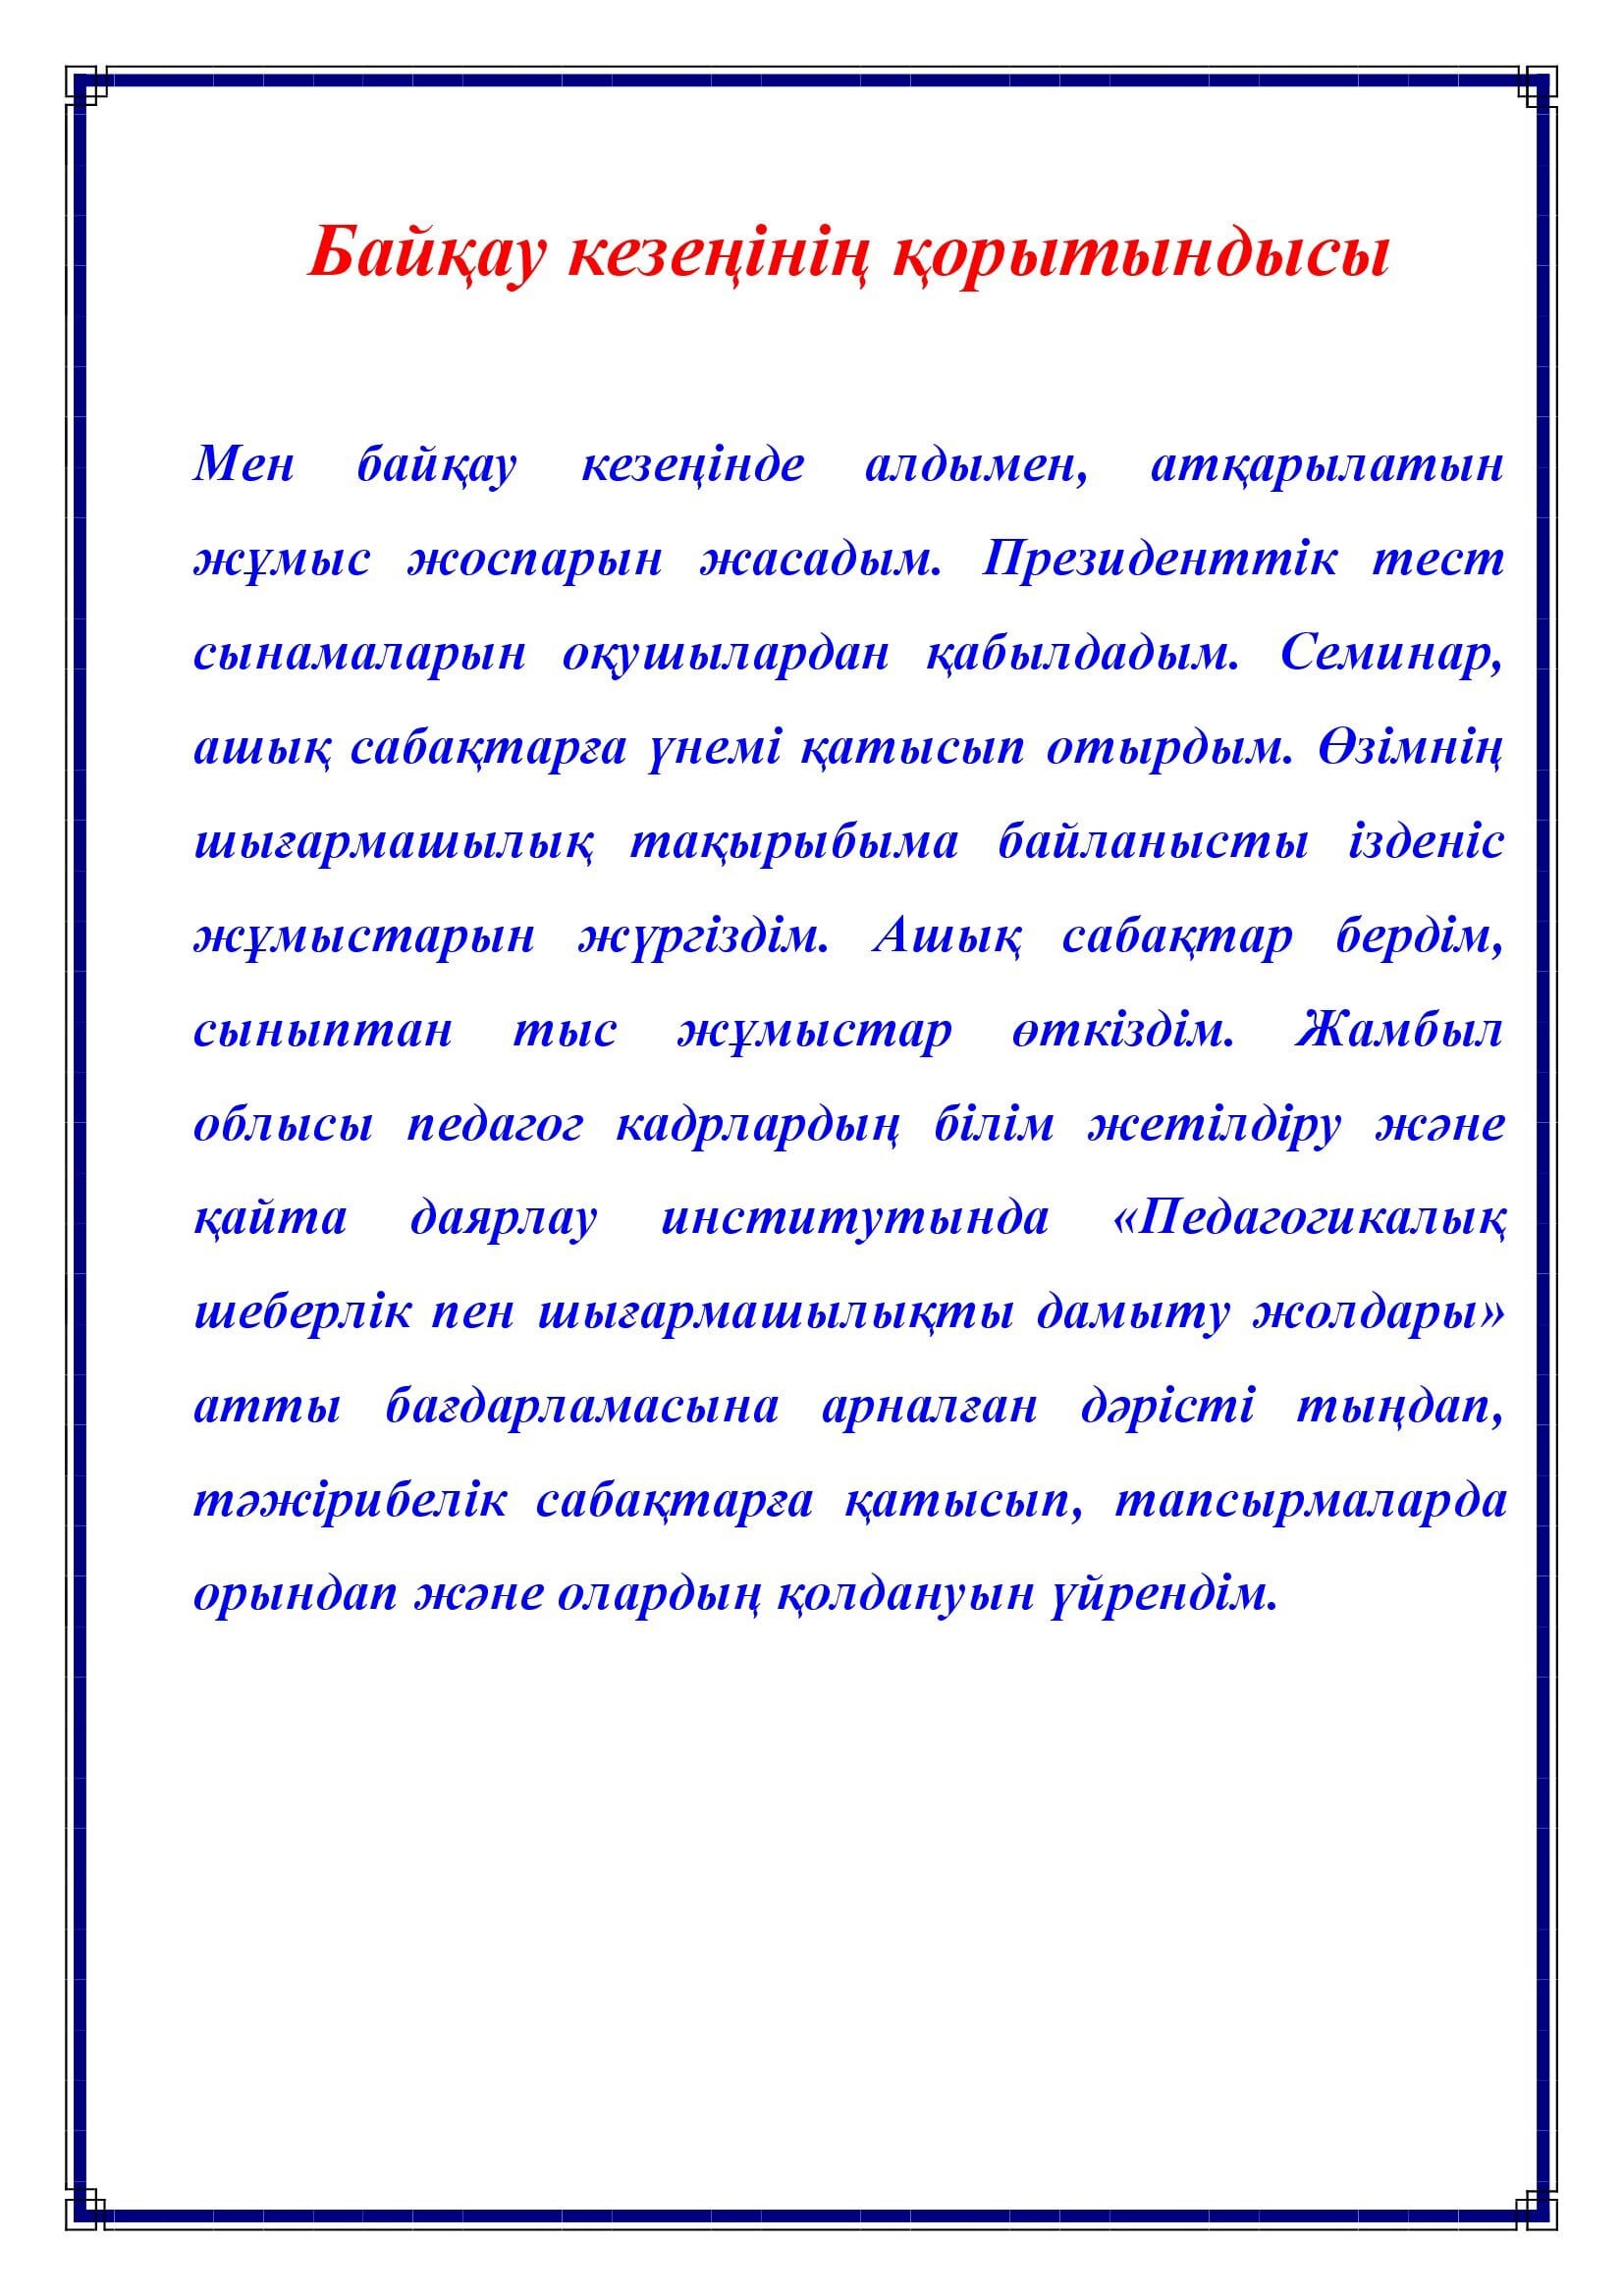 Байқау кезеңінің қорытындысы
Мен байқау кезеңінде алдымен, атқарылатын
жұмыс жоспарын жасадым. Президенттік тест
сынамаларын оқушылардан қабылдадым. Семинар,
ашық сабақтарға үнемі қатысып отырдым. Өзімнің
шығармашылық тақырыбыма байланысты ізденіс
жұмыстарын жүргіздім. Ашық сабақтар бердім,
сыныптан тыс жұмыстар өткіздім. Жамбыл
облысы педагог кадрлардың білім жетілдіру және
қайта даярлау институтында «Педагогикалық
шеберлік пен шығармашылықты дамыту жолдары»
атты бағдарламасына арналған дәрісті тыңдап,
тәжірибелік сабақтарға қатысып, тапсырмаларда
орындап және олардың қолдануын үйрендім.